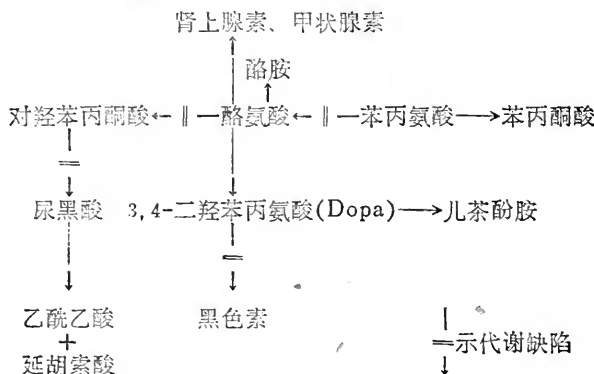 肾上腺素、甲状腺素
酪胺
对羟苯丙酮酸 酪氨酸 苯丙氨酸 苯丙酮酸
尿黑酸 3,4-二羟苯丙氨酸(Dopa) 儿茶酚胺
乙酰乙酸 黑色素
+
延胡索酸 示代谢缺陷